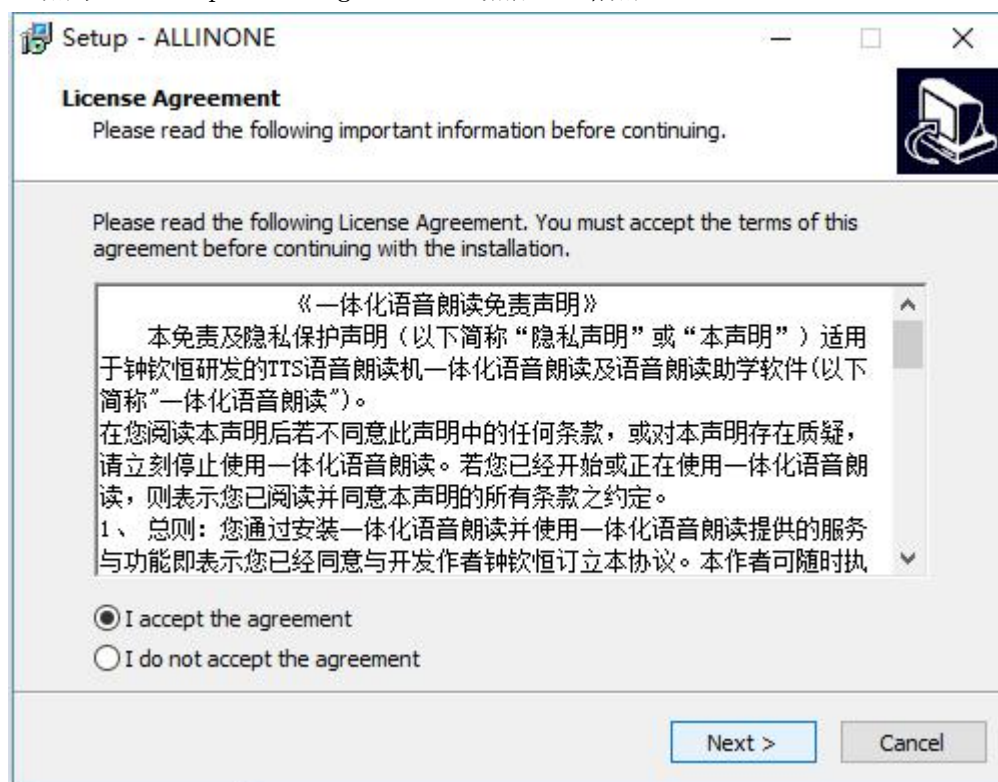 Setup - ALLINONE
License Agreement
Please read the following important information before continuing.
Please read the following License Agreement. You must accept the terms of this
agreement before continuing with the installation.
《一体化语音朗读免责声明》
本免责及隐私保护声明（以下简称“隐私声明”或“本声明”）适用
于钟钦恒研发的TTS语音朗读机一体化语音朗读及语音朗读助学软件(以下
简称"一体化语音朗读")。
在您阅读本声明后若不同意此声明中的任何条款，或对本声明存在质疑，
请立刻停止使用一体化语音朗读。若您已经开始或正在使用一体化语音朗
读，则表示您已阅读并同意本声明的所有条款之约定。
1、 总则：您通过安装一体化语音朗读并使用一体化语音朗读提供的服务
与功能即表示您已经同意与开发作者钟钦恒订立本协议。本作者可随时执
I accept the agreement
I do not accept the agreement
Next >
Cancel